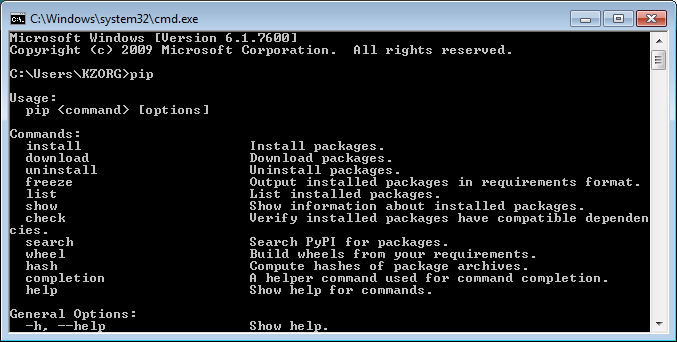 C:\Windows\system32\cmd.exe
Microsoft Windows [Version 6.1.7600]
Copyright (c) 2009 Microsoft Corporation.  All rights reserved.
C:\Users\KZORG>pip
Usage:
  pip <command> [options]
Commands:
  install                     Install packages.
  download                    Download packages.
  uninstall                   Uninstall packages.
  freeze                      Output installed packages in requirements format.
  list                        List installed packages.
  show                        Show information about installed packages.
  check                       Verify installed packages have compatible dependen
cies.
  search                      Search PyPI for packages.
  wheel                       Build wheels from your requirements.
  hash                        Compute hashes of package archives.
  completion                  A helper command used for command completion.
  help                        Show help for commands.
General Options:
  -h, --help                  Show help.